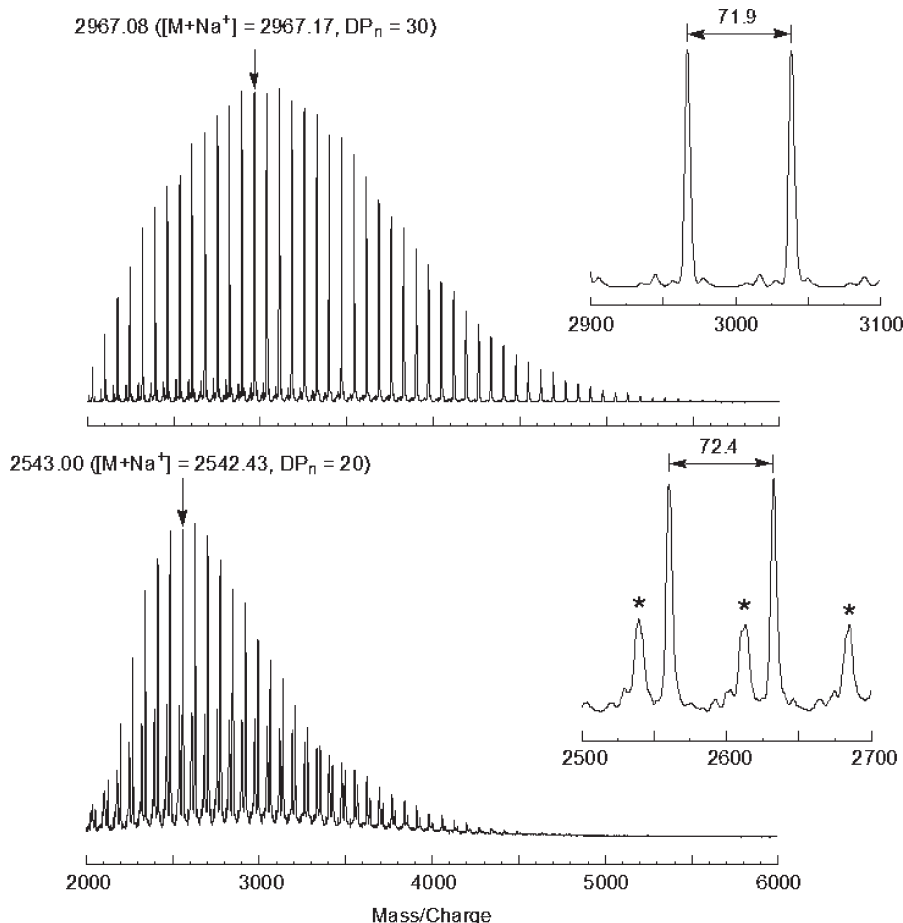 2967.08 ([M+Na⁺] = 2967.17, DPₙ = 30)
71.9
2900 3000 3100
2543.00 ([M+Na⁺] = 2542.43, DPₙ = 20)
72.4
* * *
2500 2600 2700
2000 3000 4000 5000 6000
Mass/Charge